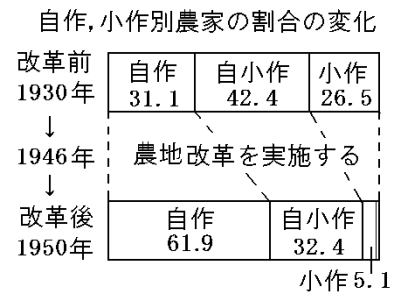 自作,小作別農家の割合の変化
改革前
1930年
自作
31.1
自小作
42.4
小作
26.5
↓
1946年
農地改革を実施する
↓
改革後
1950年
自作
61.9
自小作
32.4
小作5.1